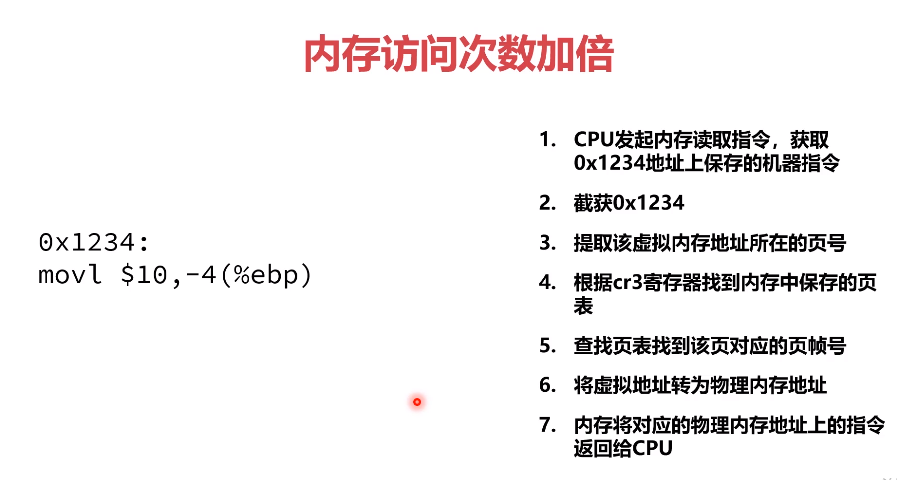 内存访问次数加倍
0x1234:
movl $10,-4(%ebp)
1. CPU发起内存读取指令，获取
0x1234地址上保存的机器指令
2. 截获0x1234
3. 提取该虚拟内存地址所在的页号
4. 根据cr3寄存器找到内存中保存的页
表
5. 查找页表找到该页对应的页帧号
6. 将虚拟地址转为物理内存地址
7. 内存将对应的物理内存地址上的指令
返回给CPU